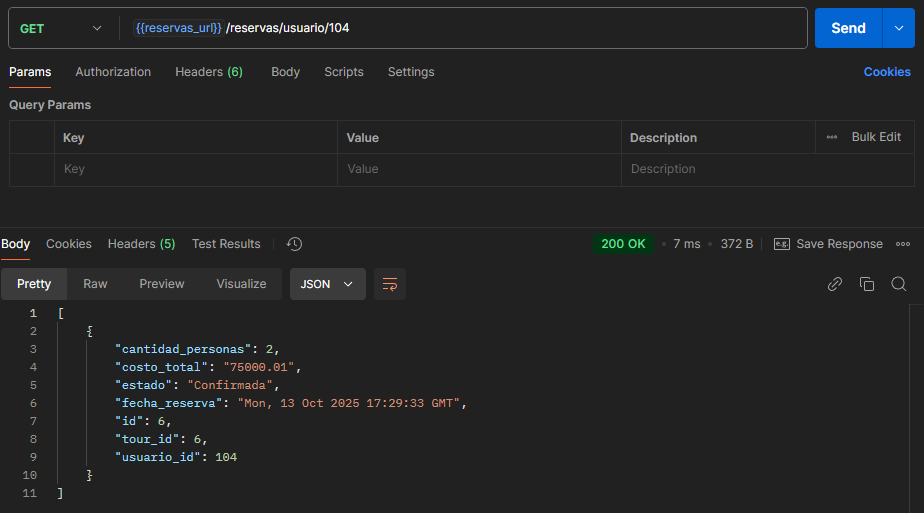 GET {{reservas_url}} /reservas/usuario/104 Send
Params Authorization Headers (6) Body Scripts Settings Cookies
Query Params
Key Value Description Bulk Edit
Key Value Description
Body Cookies Headers (5) Test Results 200 OK • 7 ms • 372 B e.g. Save Response
Pretty Raw Preview Visualize JSON
1 [
2 {
3 "cantidad_personas": 2,
4 "costo_total": "75000.01",
5 "estado": "Confirmada",
6 "fecha_reserva": "Mon, 13 Oct 2025 17:29:33 GMT",
7 "id": 6,
8 "tour_id": 6,
9 "usuario_id": 104
10 }
11 ]